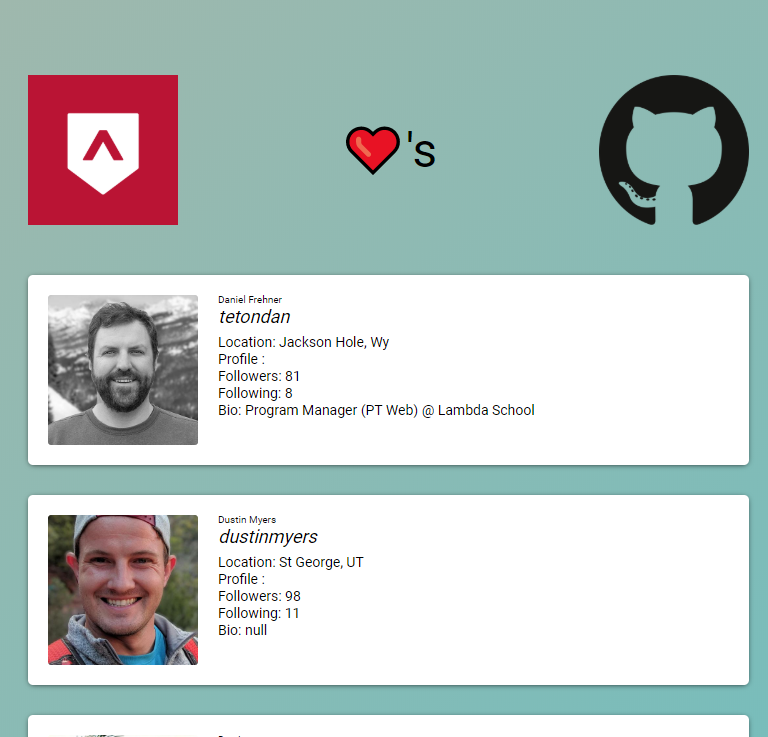 's
Daniel Frehner
tetondan
Location: Jackson Hole, Wy
Profile :
Followers: 81
Following: 8
Bio: Program Manager (PT Web) @ Lambda School
Dustin Myers
dustinmyers
Location: St George, UT
Profile :
Followers: 98
Following: 11
Bio: null